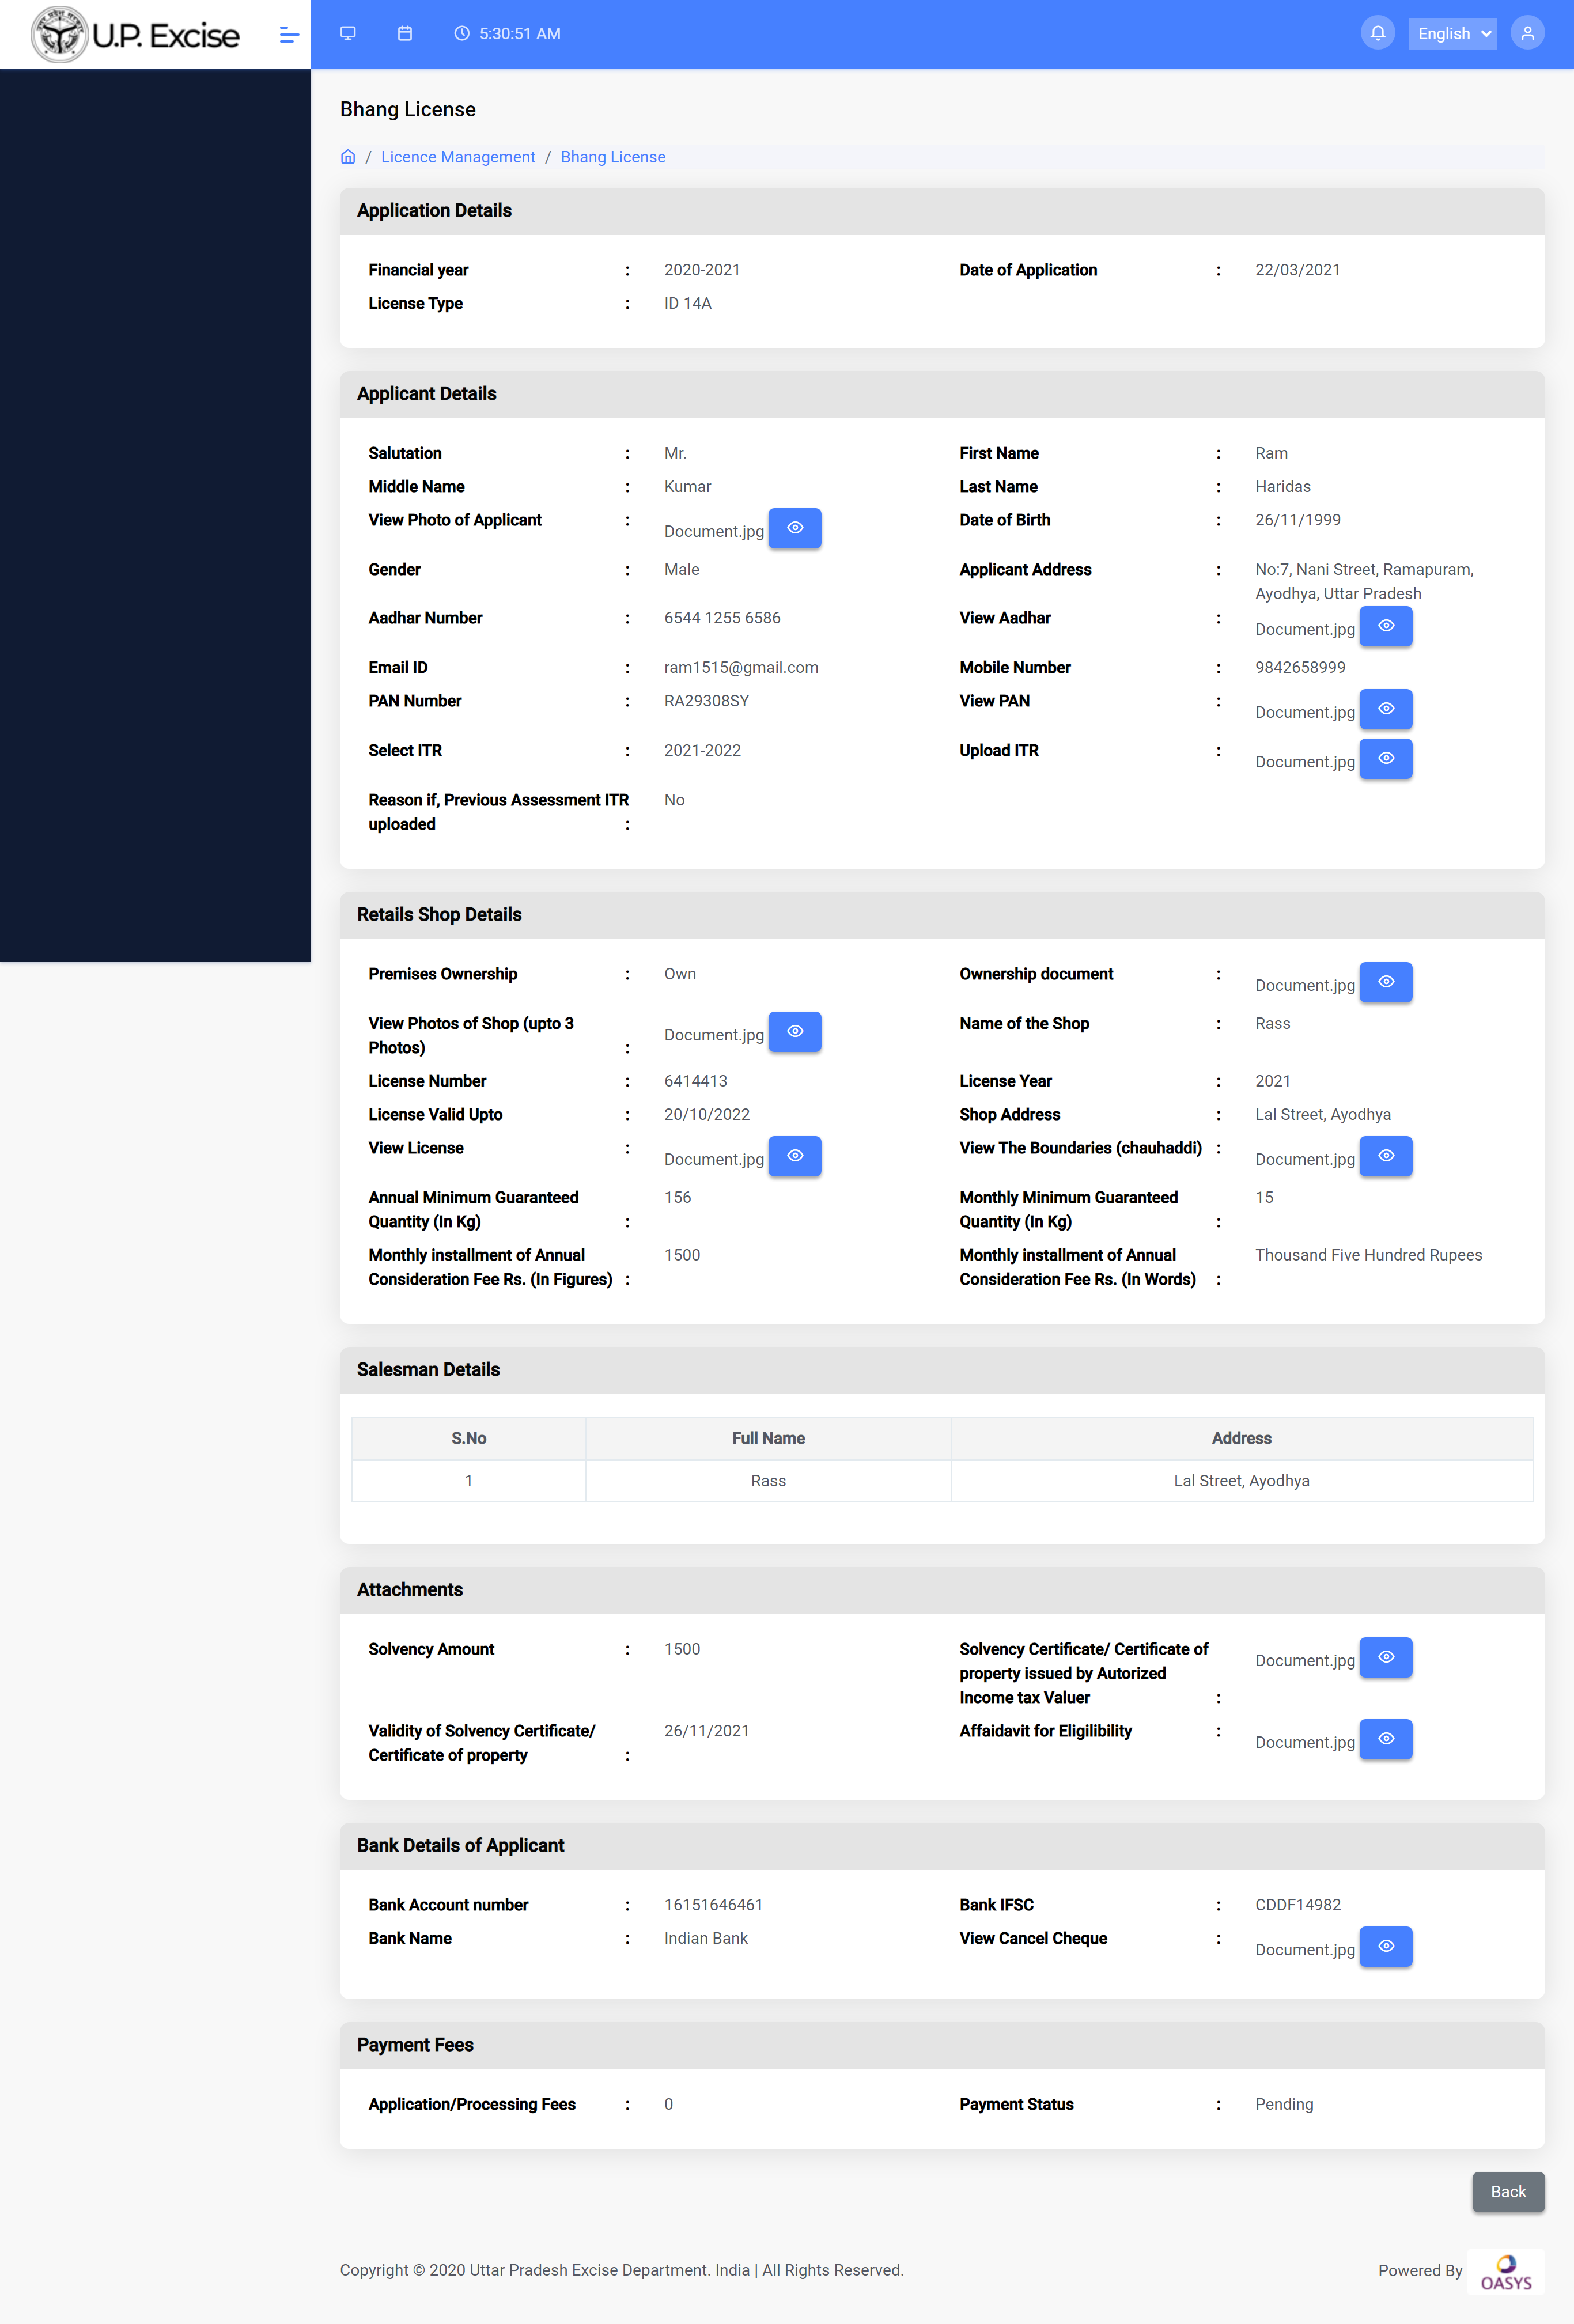 U.P. Excise
5:30:51 AM
English
Bhang License
/ Licence Management / Bhang License
Application Details
Financial year : 2020-2021 Date of Application : 22/03/2021
License Type : ID 14A
Applicant Details
Salutation : Mr. First Name : Ram
Middle Name : Kumar Last Name : Haridas
View Photo of Applicant : Document.jpg Date of Birth : 26/11/1999
Gender : Male Applicant Address : No:7, Nani Street, Ramapuram,
Ayodhya, Uttar Pradesh
Aadhar Number : 6544 1255 6586 View Aadhar : Document.jpg
Email ID : ram1515@gmail.com Mobile Number : 9842658999
PAN Number : RA29308SY View PAN : Document.jpg
Select ITR : 2021-2022 Upload ITR : Document.jpg
Reason if, Previous Assessment ITR No
uploaded :
Retails Shop Details
Premises Ownership : Own Ownership document : Document.jpg
View Photos of Shop (upto 3 Document.jpg Name of the Shop : Rass
Photos) :
License Number : 6414413 License Year : 2021
License Valid Upto : 20/10/2022 Shop Address : Lal Street, Ayodhya
View License : Document.jpg View The Boundaries (chauhaddi) : Document.jpg
Annual Minimum Guaranteed 156 Monthly Minimum Guaranteed 15
Quantity (In Kg) : Quantity (In Kg) :
Monthly installment of Annual 1500 Monthly installment of Annual Thousand Five Hundred Rupees
Consideration Fee Rs. (In Figures) : Consideration Fee Rs. (In Words) :
Salesman Details
S.No Full Name Address
1 Rass Lal Street, Ayodhya
Attachments
Solvency Amount : 1500 Solvency Certificate/ Certificate of Document.jpg
property issued by Autorized
Income tax Valuer :
Validity of Solvency Certificate/ 26/11/2021 Affaidavit for Eligilibility : Document.jpg
Certificate of property :
Bank Details of Applicant
Bank Account number : 16151646461 Bank IFSC : CDDF14982
Bank Name : Indian Bank View Cancel Cheque : Document.jpg
Payment Fees
Application/Processing Fees : 0 Payment Status : Pending
Back
Copyright © 2020 Uttar Pradesh Excise Department. India | All Rights Reserved. Powered By OASYS